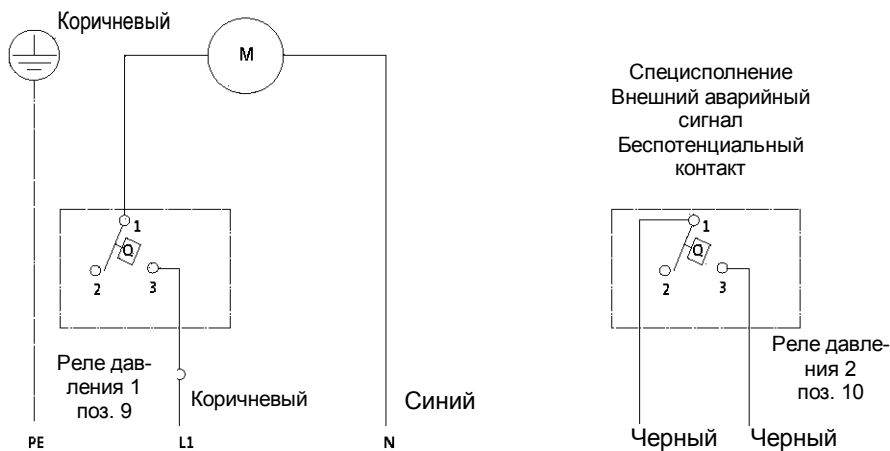 Коричневый
M
Специсполнение
Внешний аварийный
сигнал
Беспотенциальный
контакт
1
Q
2
3
1
Q
2
3
Реле дав-
ления 1
поз. 9
Коричневый
Синий
Реле давле-
ния 2
поз. 10
PE
L1
N
Черный
Черный